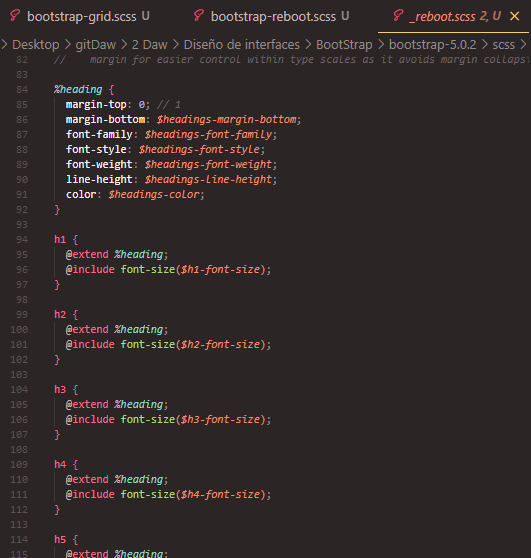 bootstrap-grid.scss U bootstrap-reboot.scss U _reboot.scss 2, U ×
> Desktop > gitDaw > 2 Daw > Diseño de interfaces > BootStrap > bootstrap-5.0.2 > scss >
82 // margin for easier control within type scales as it avoids margin collaps
83
84 %heading {
85 margin-top: 0; // 1
86 margin-bottom: $headings-margin-bottom;
87 font-family: $headings-font-family;
88 font-style: $headings-font-style;
89 font-weight: $headings-font-weight;
90 line-height: $headings-line-height;
91 color: $headings-color;
92 }
93
94 h1 {
95 @extend %heading;
96 @include font-size($h1-font-size);
97 }
98
99 h2 {
100 @extend %heading;
101 @include font-size($h2-font-size);
102 }
103
104 h3 {
105 @extend %heading;
106 @include font-size($h3-font-size);
107 }
108
109 h4 {
110 @extend %heading;
111 @include font-size($h4-font-size);
112 }
113
114 h5 {
115 @extend %heading;